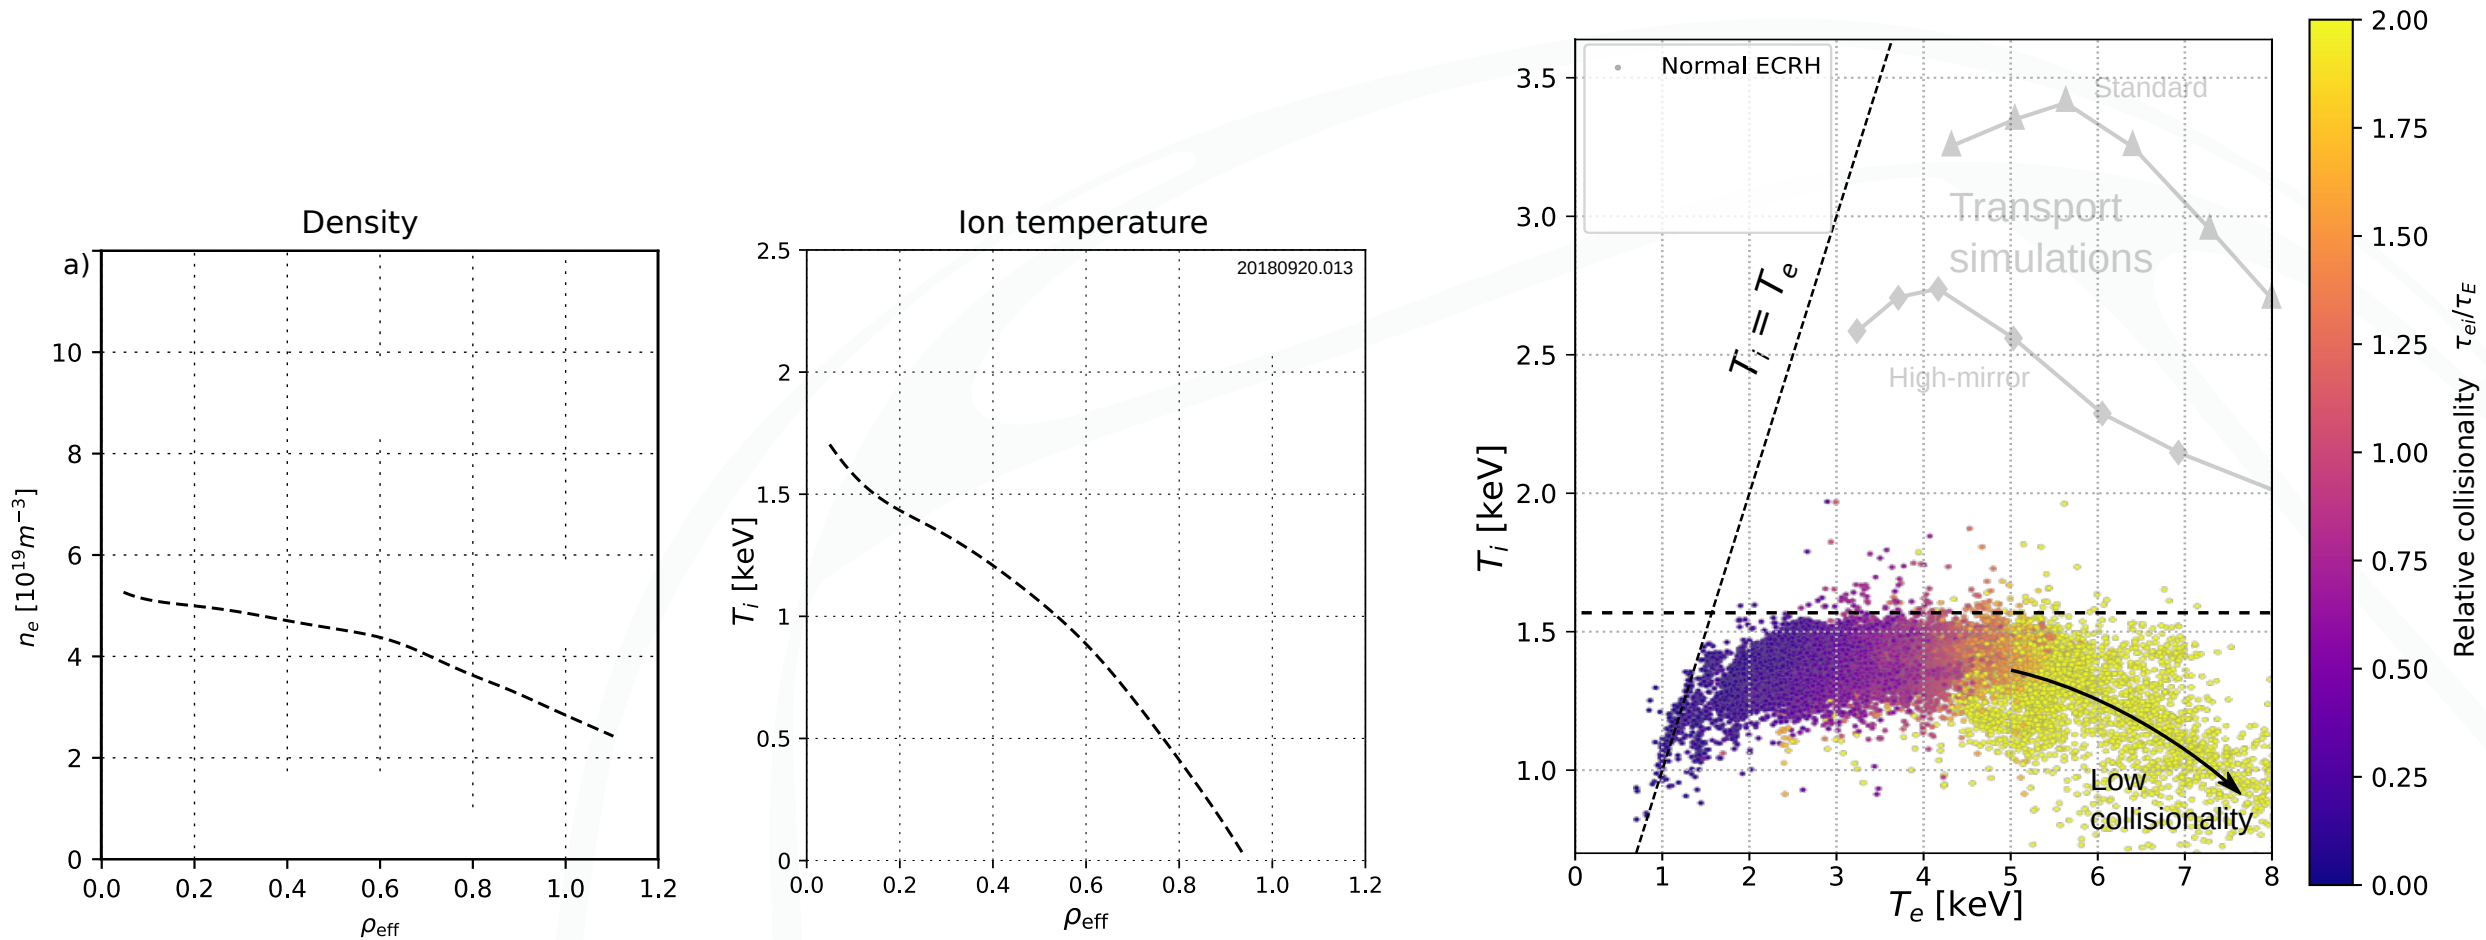 Density
a)
10
8
6
4
2
0
0.0 0.2 0.4 0.6 0.8 1.0 1.2
n_e [10^19 m^−3]
ρ_eff
Ion temperature
20180920.013
2.5
2
1.5
1
0.5
0
0.0 0.2 0.4 0.6 0.8 1.0 1.2
T_i [keV]
ρ_eff
Normal ECRH
Standard
Transport
simulations
High-mirror
T_i = T_e
Low
collisionality
3.5
3.0
2.5
2.0
1.5
1.0
0 1 2 3 4 5 6 7 8
T_i [keV]
T_e [keV]
2.00
1.75
1.50
1.25
1.00
0.75
0.50
0.25
0.00
Relative collisionality τ_ei/τ_E